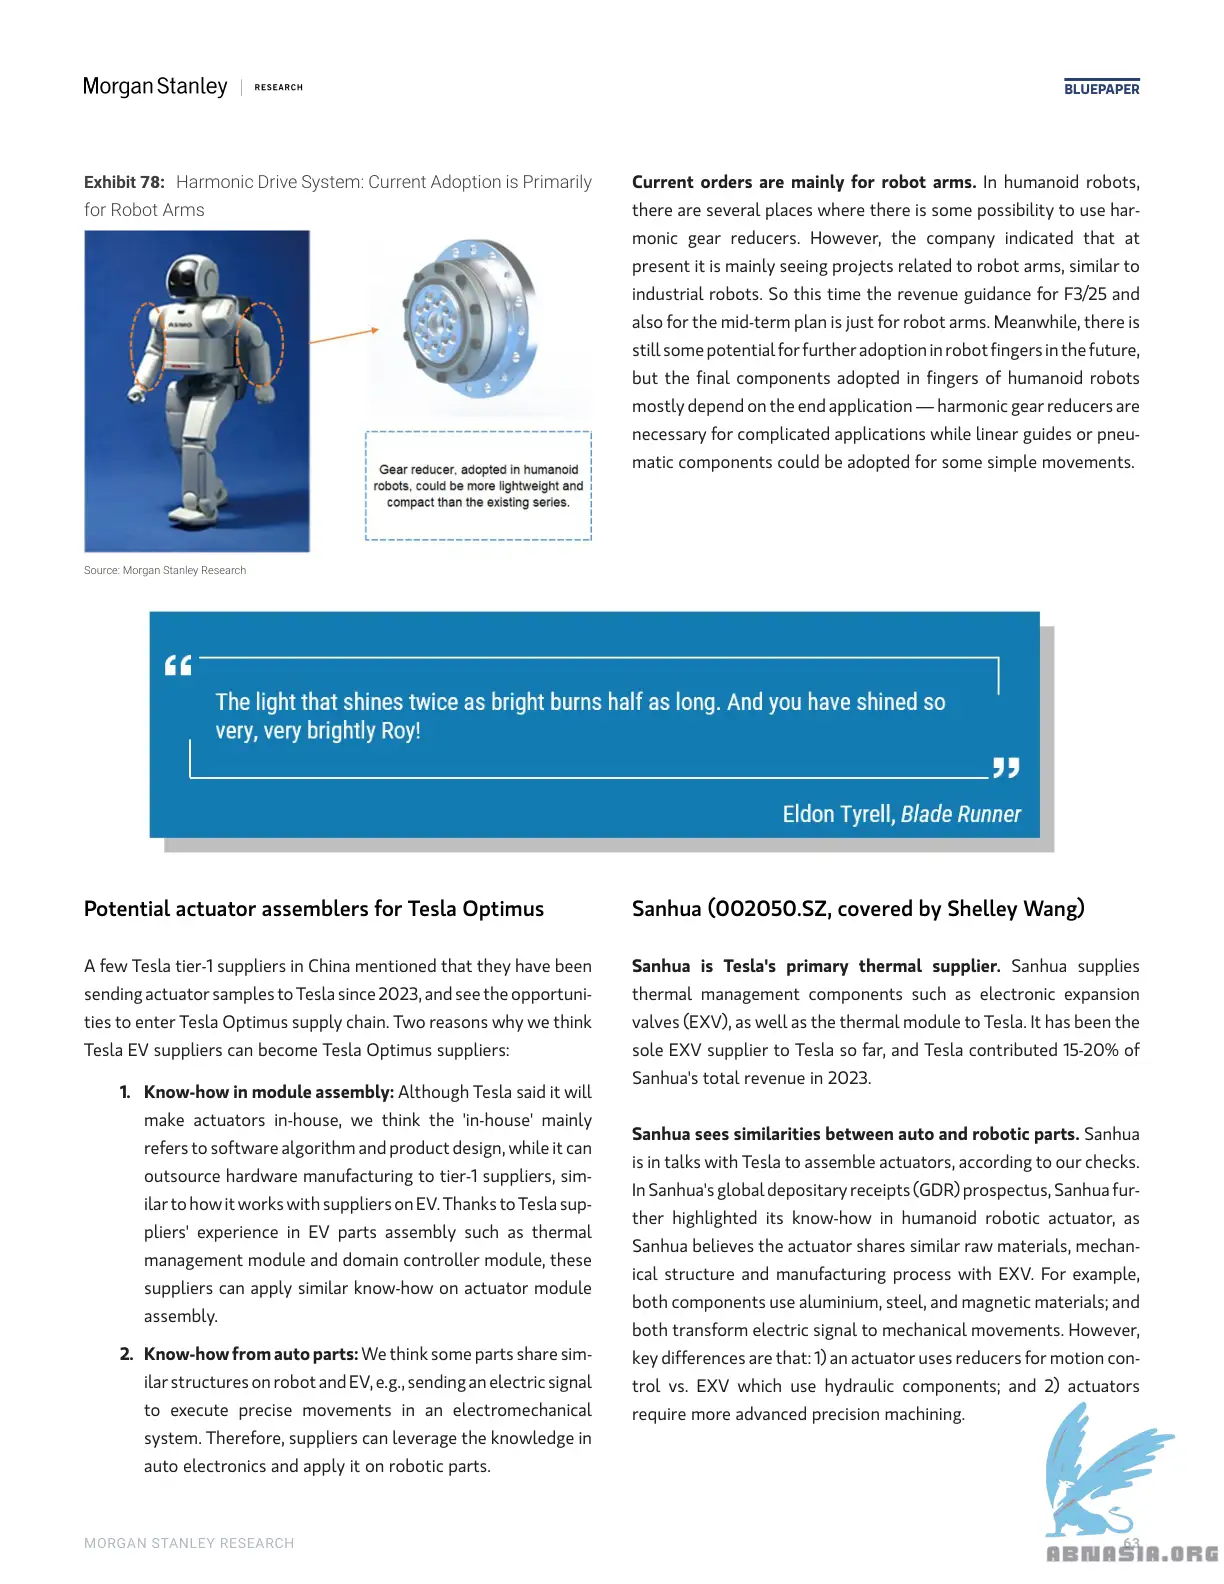 Morgan Stanley | RESEARCH
BLUEPAPER
Exhibit 78: Harmonic Drive System: Current Adoption is Primarily
for Robot Arms
ASIMO
HONDA
Gear reducer, adopted in humanoid
robots, could be more lightweight and
compact than the existing series.
Source: Morgan Stanley Research
Current orders are mainly for robot arms. In humanoid robots,
there are several places where there is some possibility to use har-
monic gear reducers. However, the company indicated that at
present it is mainly seeing projects related to robot arms, similar to
industrial robots. So this time the revenue guidance for F3/25 and
also for the mid-term plan is just for robot arms. Meanwhile, there is
still some potential for further adoption in robot fingers in the future,
but the final components adopted in fingers of humanoid robots
mostly depend on the end application — harmonic gear reducers are
necessary for complicated applications while linear guides or pneu-
matic components could be adopted for some simple movements.
“
The light that shines twice as bright burns half as long. And you have shined so
very, very brightly Roy!
”
Eldon Tyrell, Blade Runner
Potential actuator assemblers for Tesla Optimus
A few Tesla tier-1 suppliers in China mentioned that they have been
sending actuator samples to Tesla since 2023, and see the opportuni-
ties to enter Tesla Optimus supply chain. Two reasons why we think
Tesla EV suppliers can become Tesla Optimus suppliers:
1. Know-how in module assembly: Although Tesla said it will
make actuators in-house, we think the 'in-house' mainly
refers to software algorithm and product design, while it can
outsource hardware manufacturing to tier-1 suppliers, sim-
ilar to how it works with suppliers on EV. Thanks to Tesla sup-
pliers' experience in EV parts assembly such as thermal
management module and domain controller module, these
suppliers can apply similar know-how on actuator module
assembly.
2. Know-how from auto parts: We think some parts share sim-
ilar structures on robot and EV, e.g., sending an electric signal
to execute precise movements in an electromechanical
system. Therefore, suppliers can leverage the knowledge in
auto electronics and apply it on robotic parts.
Sanhua (002050.SZ, covered by Shelley Wang)
Sanhua is Tesla's primary thermal supplier. Sanhua supplies
thermal management components such as electronic expansion
valves (EXV), as well as the thermal module to Tesla. It has been the
sole EXV supplier to Tesla so far, and Tesla contributed 15-20% of
Sanhua's total revenue in 2023.
Sanhua sees similarities between auto and robotic parts. Sanhua
is in talks with Tesla to assemble actuators, according to our checks.
In Sanhua's global depositary receipts (GDR) prospectus, Sanhua fur-
ther highlighted its know-how in humanoid robotic actuator, as
Sanhua believes the actuator shares similar raw materials, mechan-
ical structure and manufacturing process with EXV. For example,
both components use aluminium, steel, and magnetic materials; and
both transform electric signal to mechanical movements. However,
key differences are that: 1) an actuator uses reducers for motion con-
trol vs. EXV which use hydraulic components; and 2) actuators
require more advanced precision machining.
MORGAN STANLEY RESEARCH
63
ABNASIA.ORG